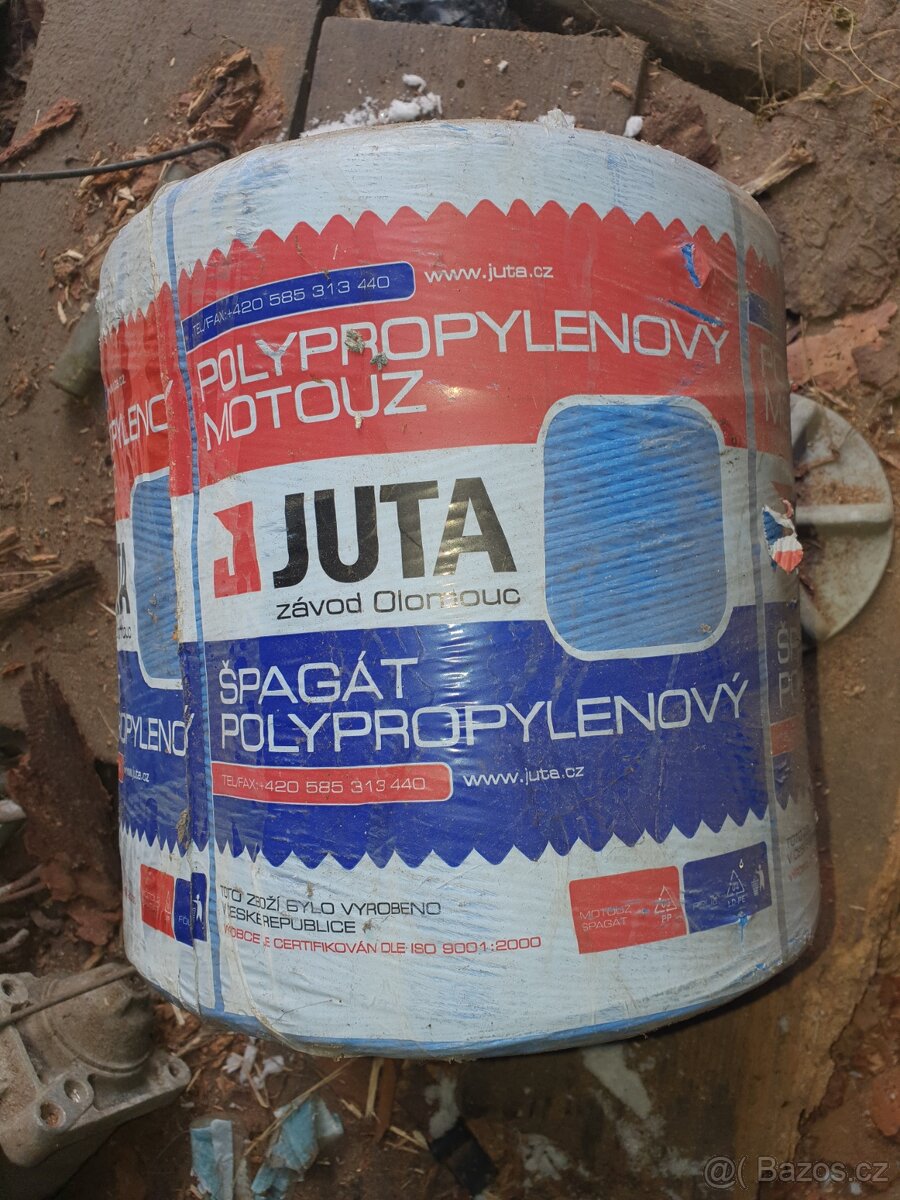 TEL/FAX:+420 585 313 440
www.juta.cz
POLYPROPYLENOVÝ
MOTOUZ
JUTA
závod Olomouc
ŠPAGÁT
POLYPROPYLENOVÝ
TEL/FAX:+420 585 313 440
www.juta.cz
TOTO ZBOŽÍ BYLO VYROBENO
V ČESKÉ REPUBLICE
VÝROBCE JE CERTIFIKOVÁN DLE ISO 9001:2000
MOTOUZ
ŠPAGÁT
PP
LDPE
@( Bazos.cz